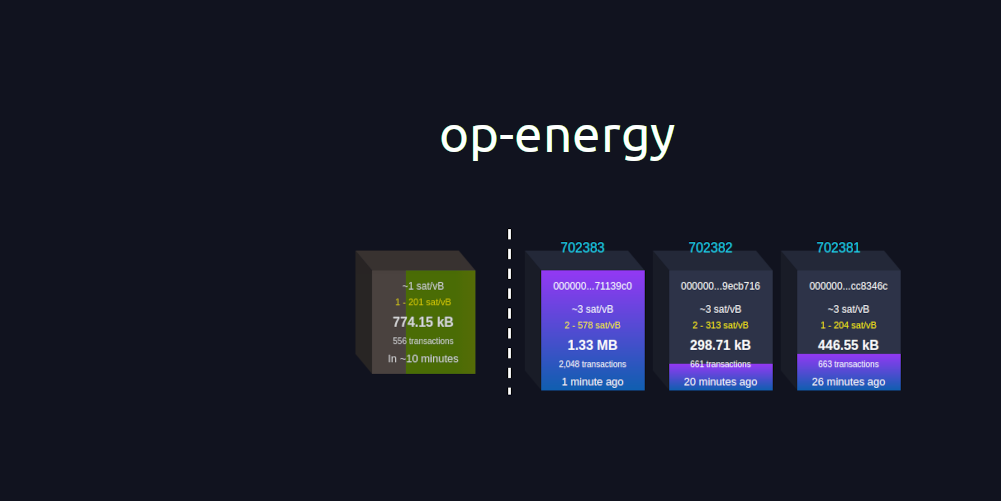 op-energy
~1 sat/vB
1 - 201 sat/vB
774.15 kB
556 transactions
In ~10 minutes
702383
000000...71139c0
~3 sat/vB
2 - 578 sat/vB
1.33 MB
2,048 transactions
1 minute ago
702382
000000...9ecb716
~3 sat/vB
2 - 313 sat/vB
298.71 kB
661 transactions
20 minutes ago
702381
000000...cc8346c
~3 sat/vB
1 - 204 sat/vB
446.55 kB
663 transactions
26 minutes ago